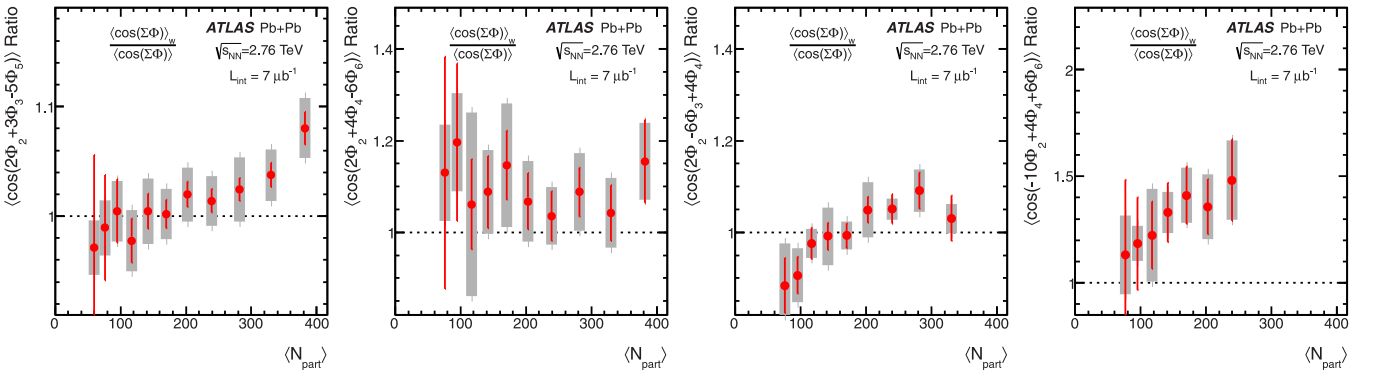 ⟨cos(2Φ₂+3Φ₃-5Φ₅)⟩ Ratio
⟨cos(ΣΦ)⟩w
⟨cos(ΣΦ)⟩
ATLAS Pb+Pb
√sNN=2.76 TeV
Lint = 7 μb⁻¹
1.1
1
0 100 200 300 400
⟨Npart⟩
⟨cos(2Φ₂+4Φ₄-6Φ₆)⟩ Ratio
⟨cos(ΣΦ)⟩w
⟨cos(ΣΦ)⟩
ATLAS Pb+Pb
√sNN=2.76 TeV
Lint = 7 μb⁻¹
1.4
1.2
1
0 100 200 300 400
⟨Npart⟩
⟨cos(2Φ₂-6Φ₃+4Φ₄)⟩ Ratio
⟨cos(ΣΦ)⟩w
⟨cos(ΣΦ)⟩
ATLAS Pb+Pb
√sNN=2.76 TeV
Lint = 7 μb⁻¹
1.4
1.2
1
0 100 200 300 400
⟨Npart⟩
⟨cos(-10Φ₂+4Φ₄+6Φ₆)⟩ Ratio
⟨cos(ΣΦ)⟩w
⟨cos(ΣΦ)⟩
ATLAS Pb+Pb
√sNN=2.76 TeV
Lint = 7 μb⁻¹
2
1.5
1
0 100 200 300 400
⟨Npart⟩